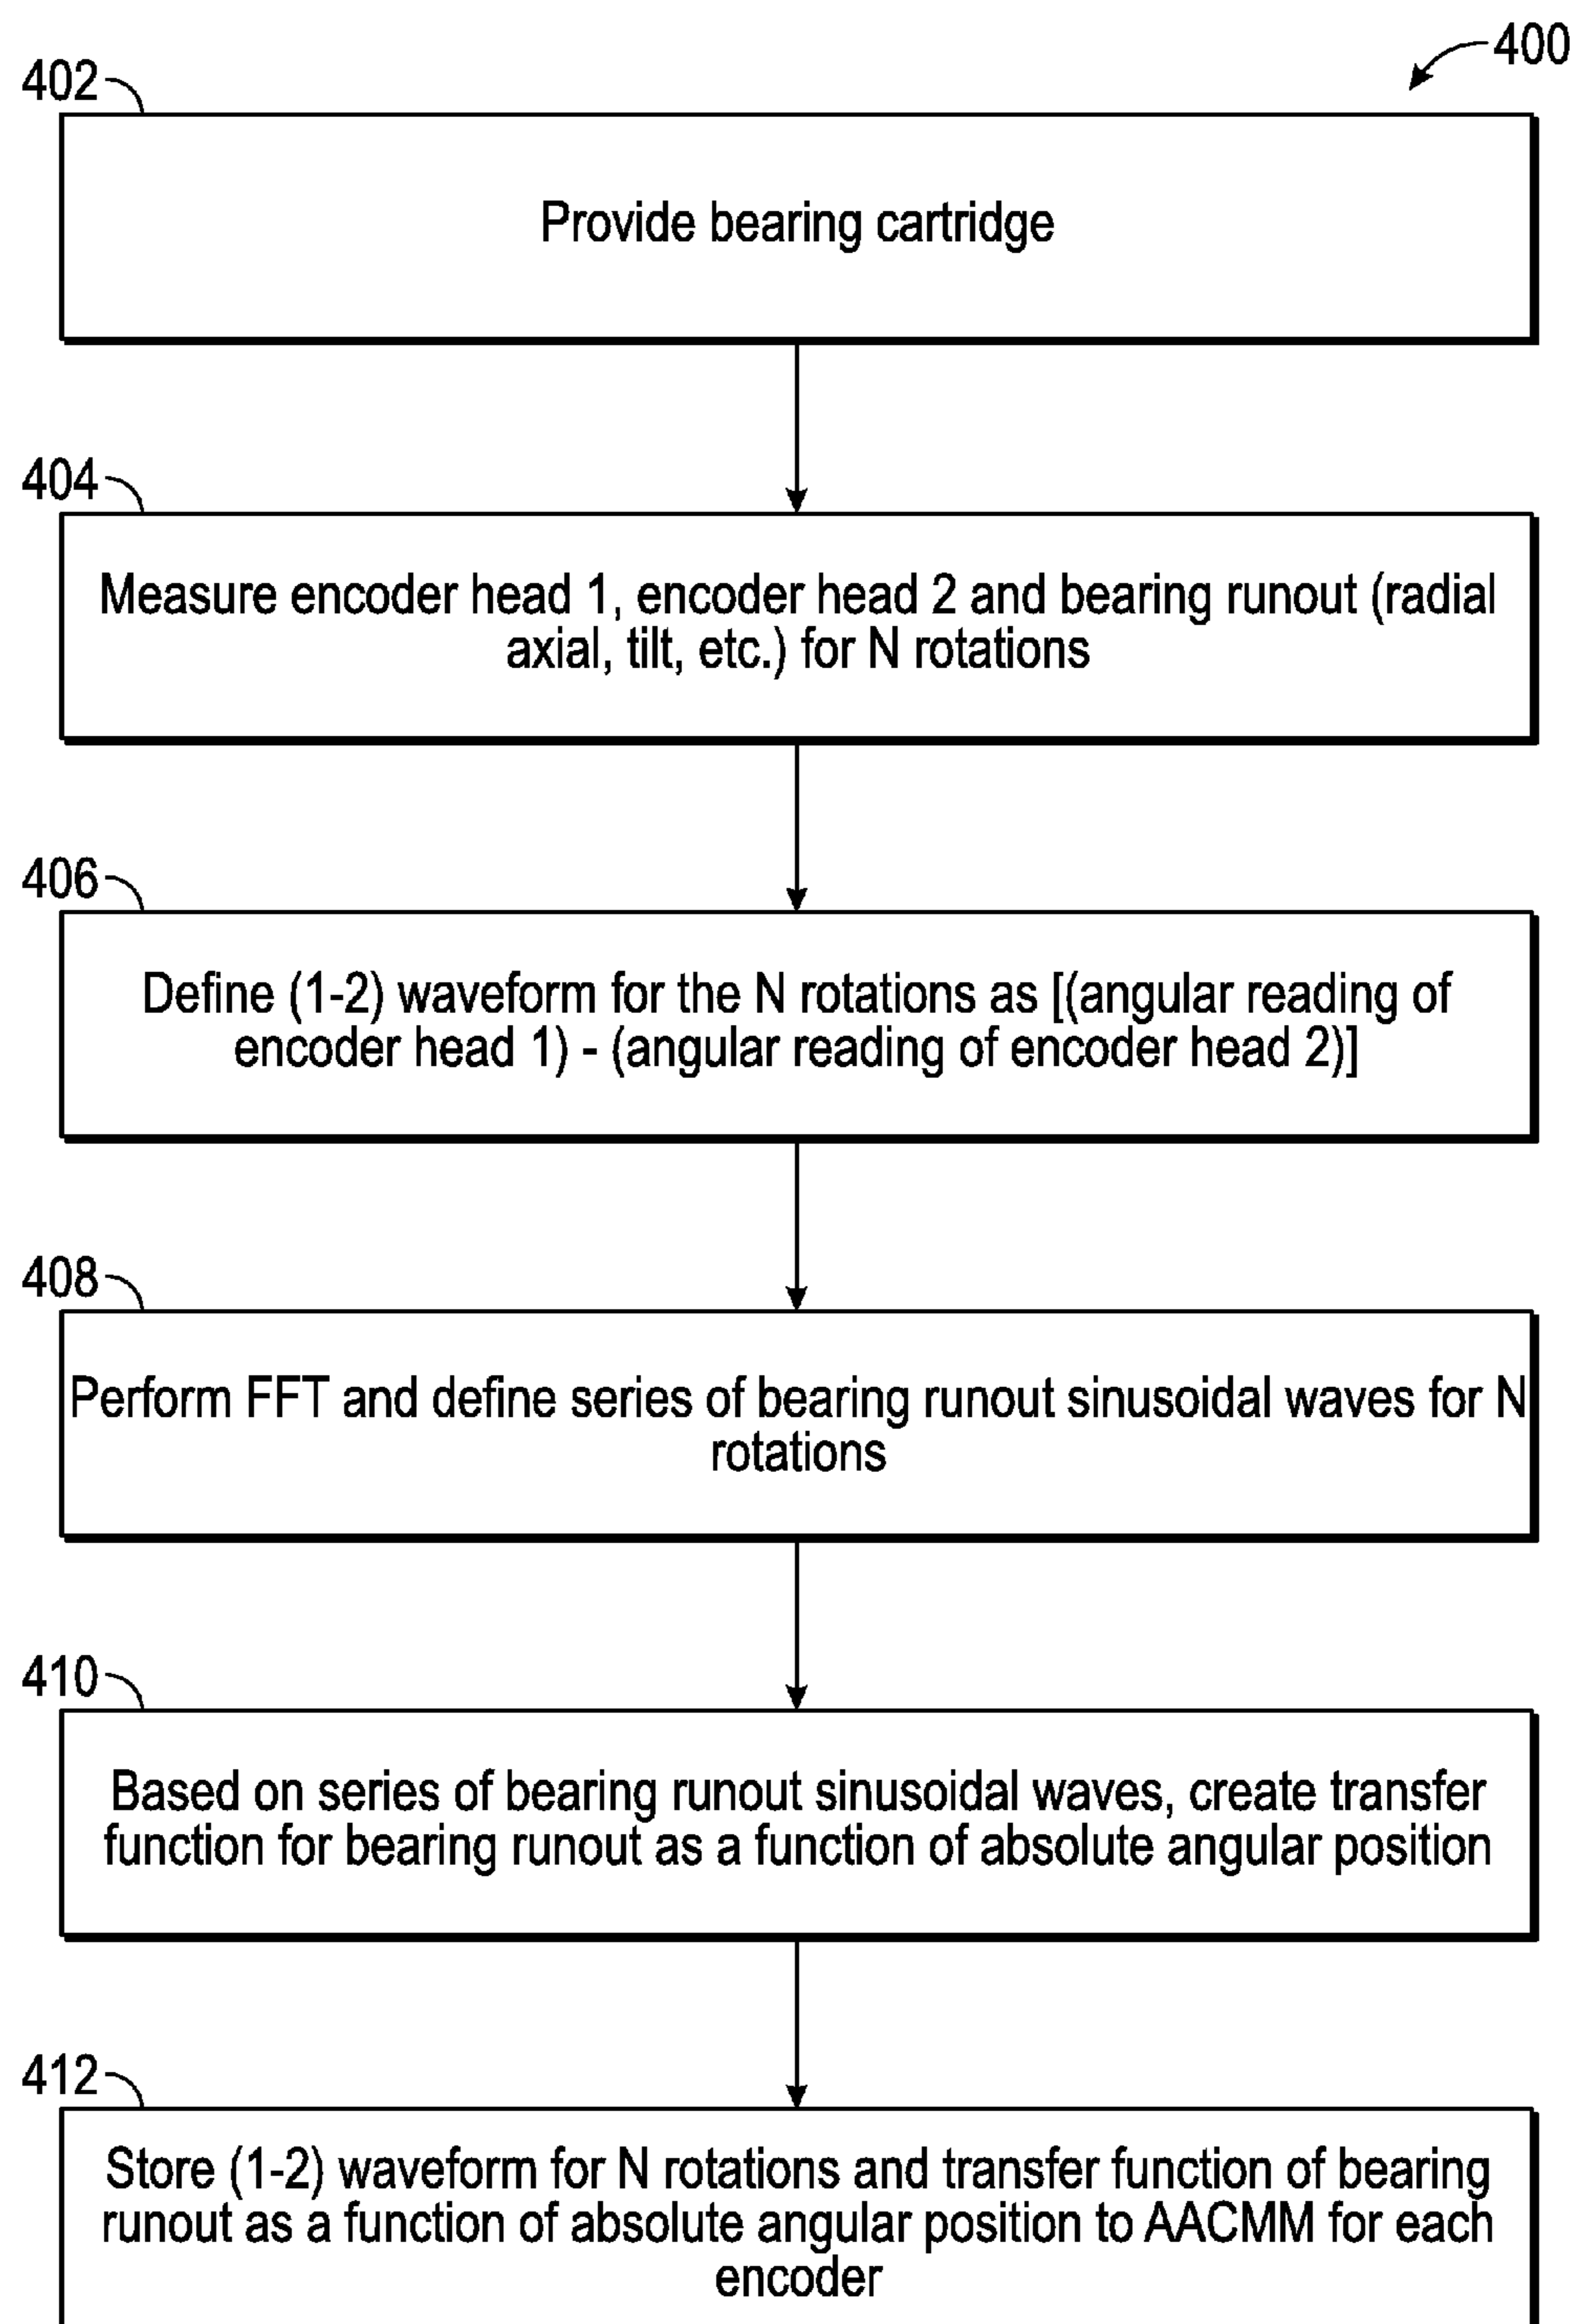 400
402
Provide bearing cartridge
404
Measure encoder head 1, encoder head 2 and bearing runout (radial
axial, tilt, etc.) for N rotations
406
Define (1-2) waveform for the N rotations as [(angular reading of
encoder head 1) - (angular reading of encoder head 2)]
408
Perform FFT and define series of bearing runout sinusoidal waves for N
rotations
410
Based on series of bearing runout sinusoidal waves, create transfer
function for bearing runout as a function of absolute angular position
412
Store (1-2) waveform for N rotations and transfer function of bearing
runout as a function of absolute angular position to AACMM for each
encoder